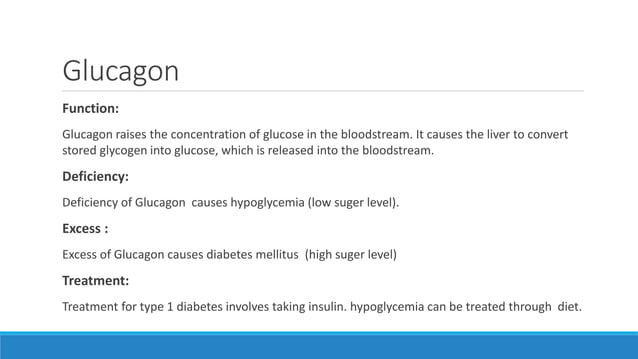 Glucagon
Function:
Glucagon raises the concentration of glucose in the bloodstream. It causes the liver to convert
stored glycogen into glucose, which is released into the bloodstream.
Deficiency:
Deficiency of Glucagon  causes hypoglycemia (low suger level).
Excess :
Excess of Glucagon causes diabetes mellitus  (high suger level)
Treatment:
Treatment for type 1 diabetes involves taking insulin. hypoglycemia can be treated through  diet.